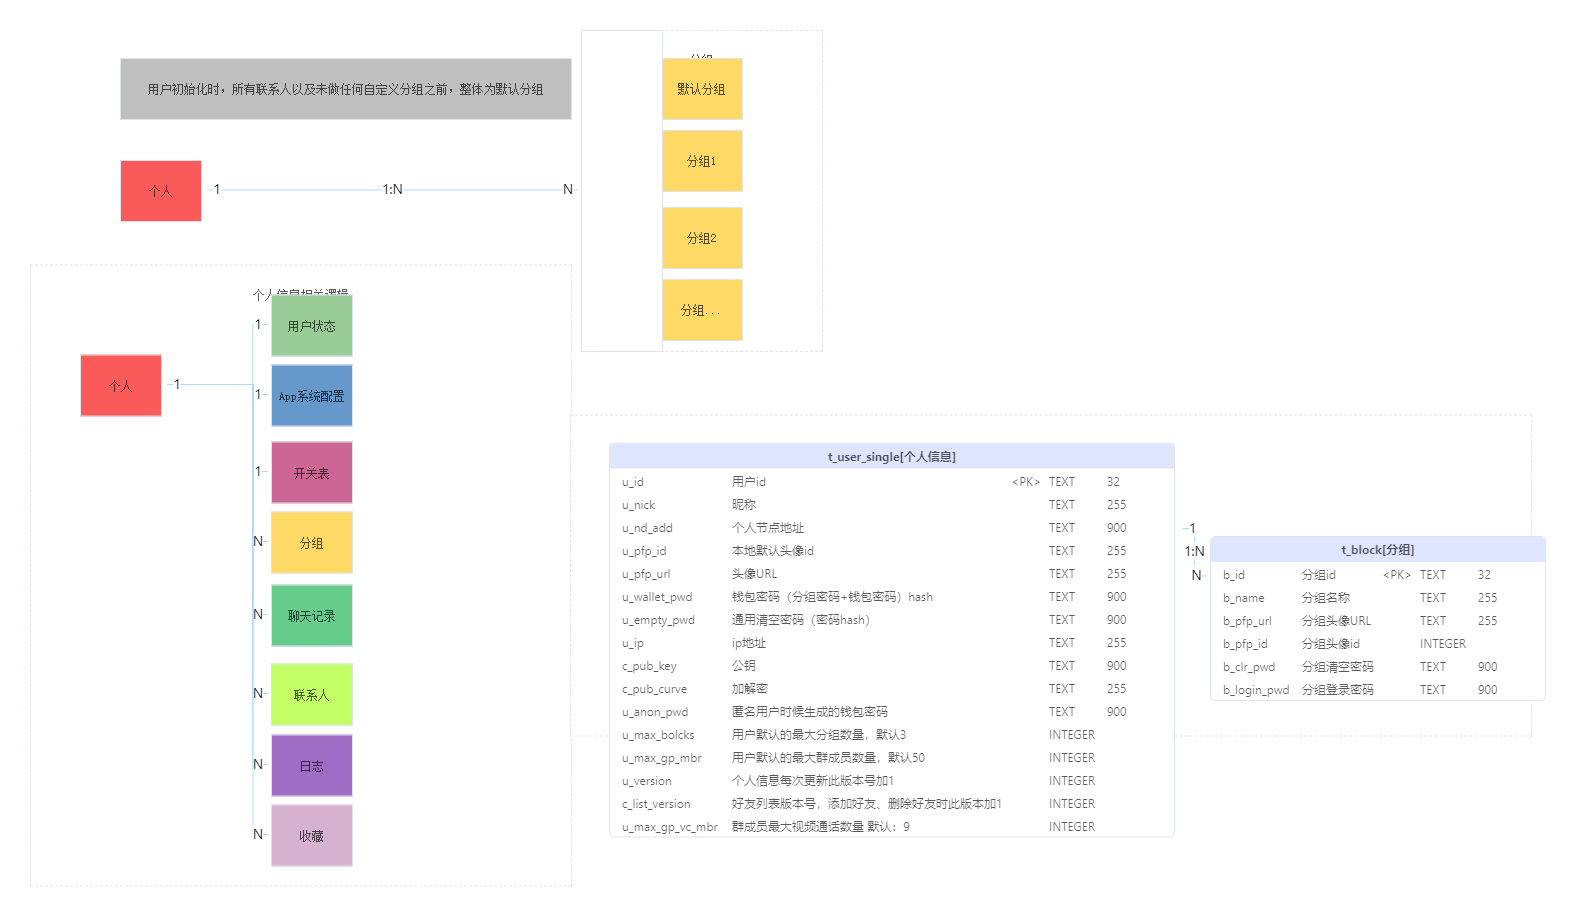 用户初始化时，所有联系人以及未做任何自定义分组之前，整体为默认分组
分组
默认分组
分组1
分组2
分组...
个人
1
1:N
N
个人信息相关逻辑
个人
1
1
用户状态
1
App系统配置
1
开关表
N
分组
N
聊天记录
N
联系人
N
日志
N
收藏
t_user_single[个人信息]
u_id 用户id <PK> TEXT 32
u_nick 昵称 TEXT 255
u_nd_add 个人节点地址 TEXT 900
u_pfp_id 本地默认头像id TEXT 255
u_pfp_url 头像URL TEXT 255
u_wallet_pwd 钱包密码（分组密码+钱包密码）hash TEXT 900
u_empty_pwd 通用清空密码（密码hash） TEXT 900
u_ip ip地址 TEXT 255
c_pub_key 公钥 TEXT 900
c_pub_curve 加解密 TEXT 255
u_anon_pwd 匿名用户时候生成的钱包密码 TEXT 900
u_max_bolcks 用户默认的最大分组数量，默认3 INTEGER
u_max_gp_mbr 用户默认的最大群成员数量，默认50 INTEGER
u_version 个人信息每次更新此版本号加1 INTEGER
c_list_version 好友列表版本号，添加好友、删除好友时此版本加1 INTEGER
u_max_gp_vc_mbr 群成员最大视频通话数量 默认：9 INTEGER
1
1:N
N
t_block[分组]
b_id 分组id <PK> TEXT 32
b_name 分组名称 TEXT 255
b_pfp_url 分组头像URL TEXT 255
b_pfp_id 分组头像id INTEGER
b_clr_pwd 分组清空密码 TEXT 900
b_login_pwd 分组登录密码 TEXT 900